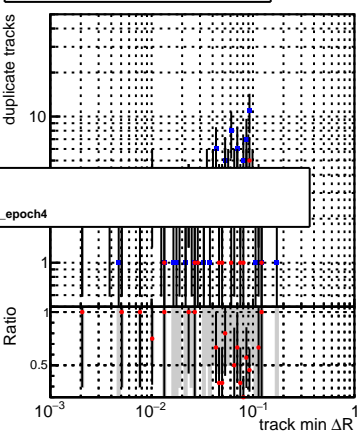 duplicate tracks
10
_epoch4
1
Ratio
1
0.5
10⁻³
10⁻²
10⁻¹
1
track min ΔR